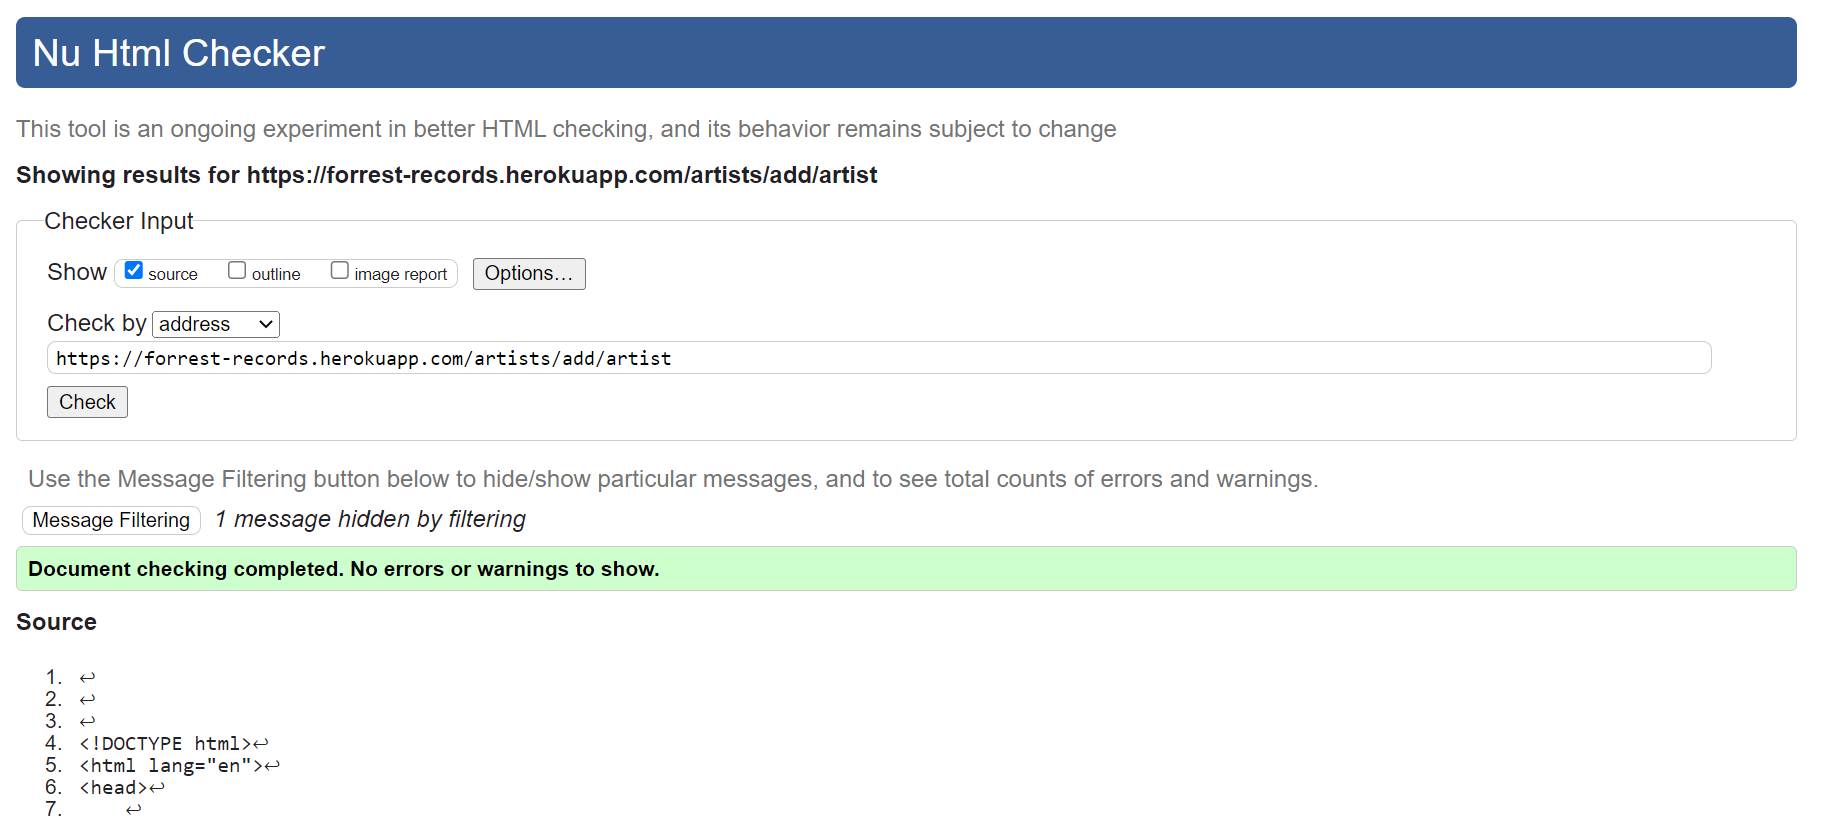 Nu Html Checker
This tool is an ongoing experiment in better HTML checking, and its behavior remains subject to change
Showing results for https://forrest-records.herokuapp.com/artists/add/artist
Checker Input
Show source outline image report Options...
Check by address
https://forrest-records.herokuapp.com/artists/add/artist
Check
Use the Message Filtering button below to hide/show particular messages, and to see total counts of errors and warnings.
Message Filtering 1 message hidden by filtering
Document checking completed. No errors or warnings to show.
Source
1. ↩
2. ↩
3. ↩
4. <!DOCTYPE html>↩
5. <html lang="en">↩
6. <head>↩
7. ↩